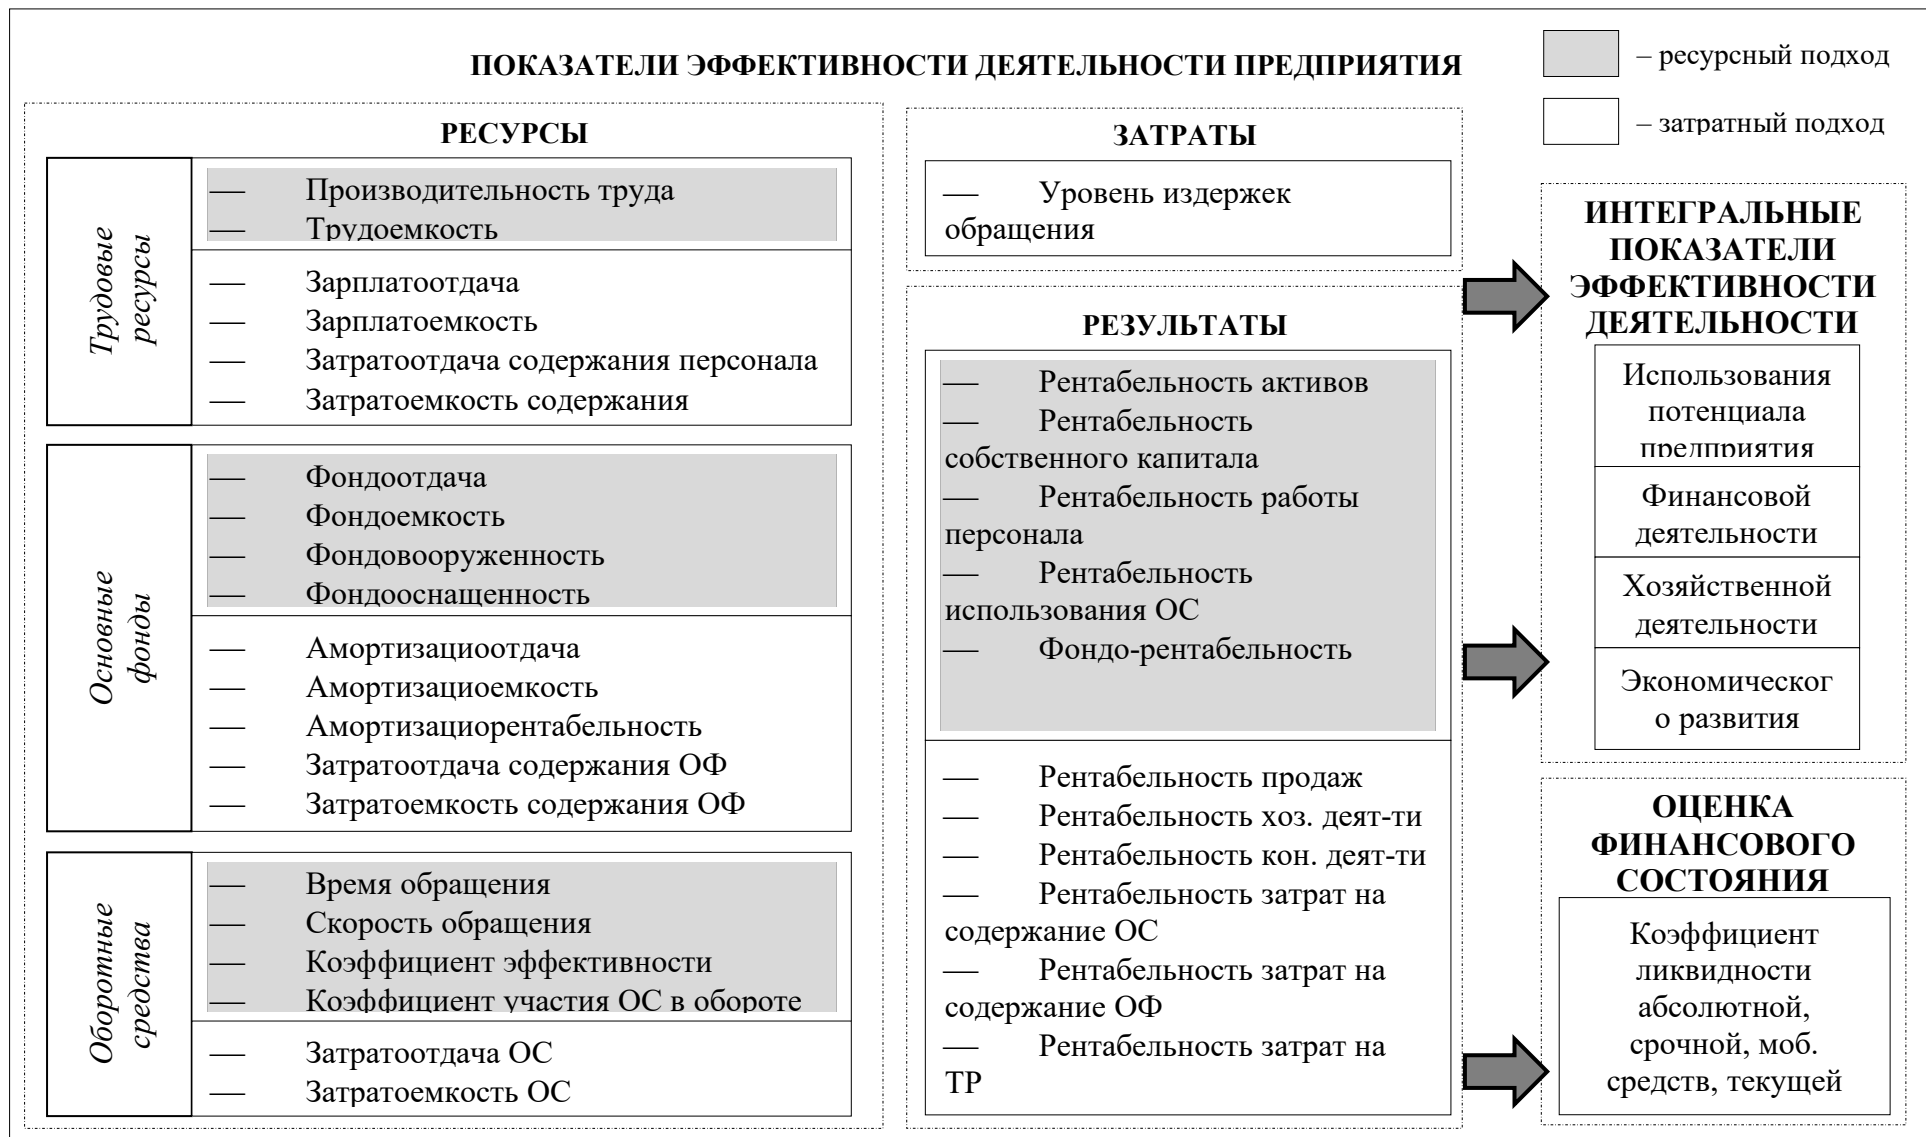 ПОКАЗАТЕЛИ ЭФФЕКТИВНОСТИ ДЕЯТЕЛЬНОСТИ ПРЕДПРИЯТИЯ
– ресурсный подход
– затратный подход
РЕСУРСЫ
Трудовые
ресурсы
— Производительность труда
— Трудоемкость
— Зарплатоотдача
— Зарплатоемкость
— Затратоотдача содержания персонала
— Затратоемкость содержания
Основные
фонды
— Фондоотдача
— Фондоемкость
— Фондовооруженность
— Фондооснащенность
— Амортизациоотдача
— Амортизациоемкость
— Амортизациорентабельность
— Затратоотдача содержания ОФ
— Затратоемкость содержания ОФ
Оборотные
средства
— Время обращения
— Скорость обращения
— Коэффициент эффективности
— Коэффициент участия ОС в обороте
— Затратоотдача ОС
— Затратоемкость ОС
ЗАТРАТЫ
— Уровень издержек
обращения
РЕЗУЛЬТАТЫ
— Рентабельность активов
— Рентабельность
собственного капитала
— Рентабельность работы
персонала
— Рентабельность
использования ОС
— Фондо-рентабельность
— Рентабельность продаж
— Рентабельность хоз. деят-ти
— Рентабельность кон. деят-ти
— Рентабельность затрат на
содержание ОС
— Рентабельность затрат на
содержание ОФ
— Рентабельность затрат на
ТР
ИНТЕГРАЛЬНЫЕ
ПОКАЗАТЕЛИ
ЭФФЕКТИВНОСТИ
ДЕЯТЕЛЬНОСТИ
Использования
потенциала
предприятия
Финансовой
деятельности
Хозяйственной
деятельности
Экономическог
о развития
ОЦЕНКА
ФИНАНСОВОГО
СОСТОЯНИЯ
Коэффициент
ликвидности
абсолютной,
срочной, моб.
средств, текущей